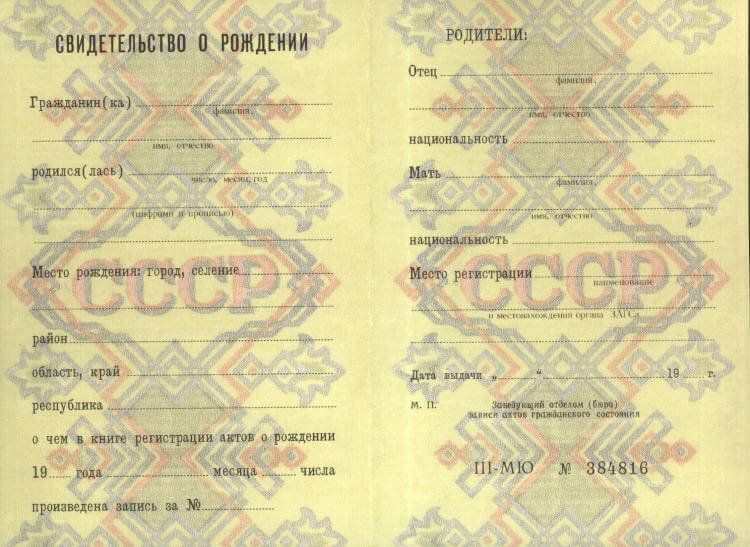 СВИДЕТЕЛЬСТВО О РОЖДЕНИИ
Гражданин(ка)
фамилия,
имя, отчество
родился(лась)
число, месяц, год
(цифрами и прописью)
Место рождения: город, селение
СССР
район
область, край
республика
о чем в книге регистрации актов о рождении
19 года месяца числа
произведена запись за №
РОДИТЕЛИ:
Отец
фамилия,
имя, отчество
национальность
Мать
фамилия,
имя, отчество
национальность
Место регистрации
наименование
СССР
и местонахождения органа ЗАГСа
Дата выдачи „ “ 19 г.
М. П. Заведующий отделом (бюро)
записи актов гражданского состояния
III-МЮ № 384816